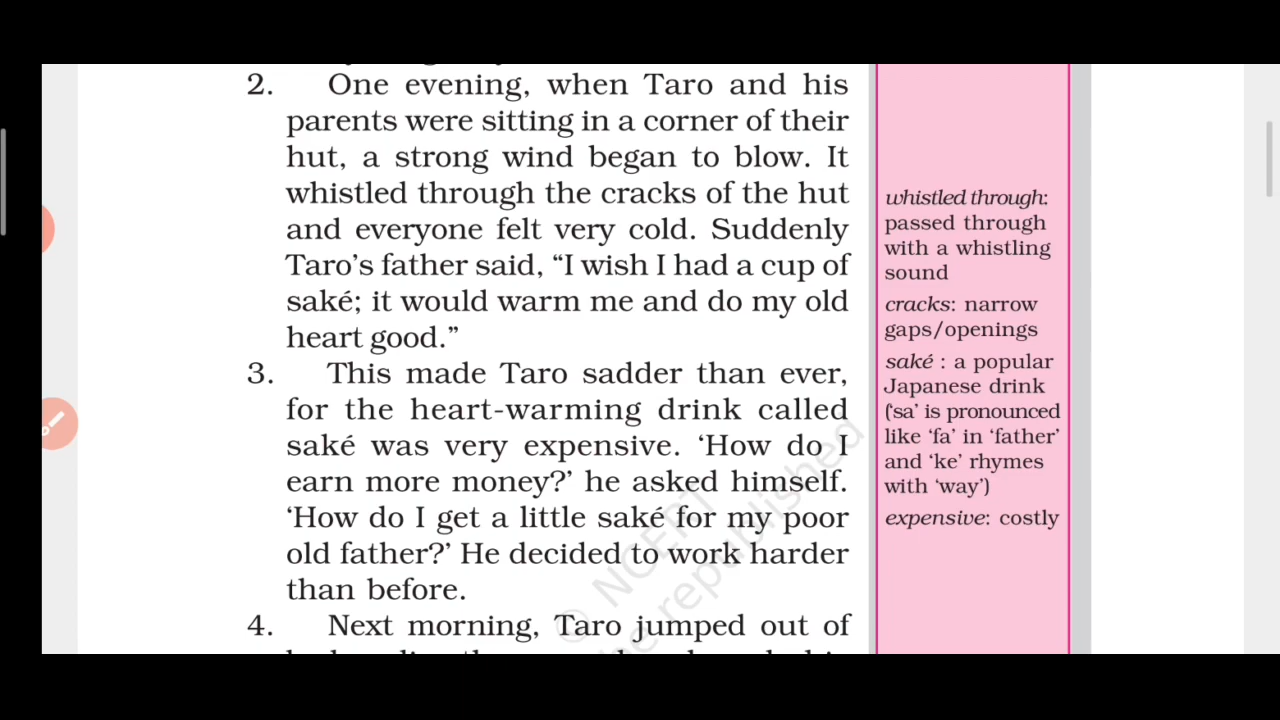 2. One evening, when Taro and his
parents were sitting in a corner of their
hut, a strong wind began to blow. It
whistled through the cracks of the hut
and everyone felt very cold. Suddenly
Taro’s father said, “I wish I had a cup of
saké; it would warm me and do my old
heart good.”
3. This made Taro sadder than ever,
for the heart-warming drink called
saké was very expensive. ‘How do I
earn more money?’ he asked himself.
‘How do I get a little saké for my poor
old father?’ He decided to work harder
than before.
4. Next morning, Taro jumped out of
whistled through:
passed through
with a whistling
sound
cracks: narrow
gaps/openings
saké : a popular
Japanese drink
(‘sa’ is pronounced
like ‘fa’ in ‘father’
and ‘ke’ rhymes
with ‘way’)
expensive: costly
© NCERT
be republished